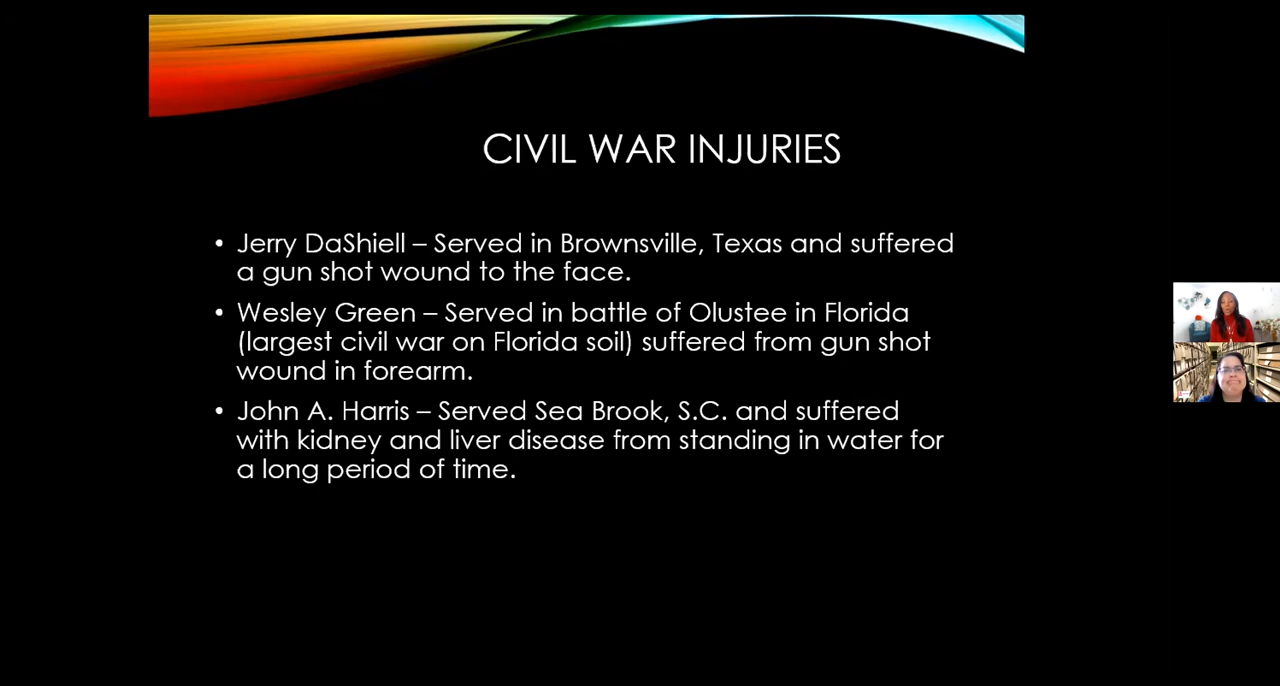 CIVIL WAR INJURIES
• Jerry DaShiell – Served in Brownsville, Texas and suffered
a gun shot wound to the face.
• Wesley Green – Served in battle of Olustee in Florida
(largest civil war on Florida soil) suffered from gun shot
wound in forearm.
• John A. Harris – Served Sea Brook, S.C. and suffered
with kidney and liver disease from standing in water for
a long period of time.